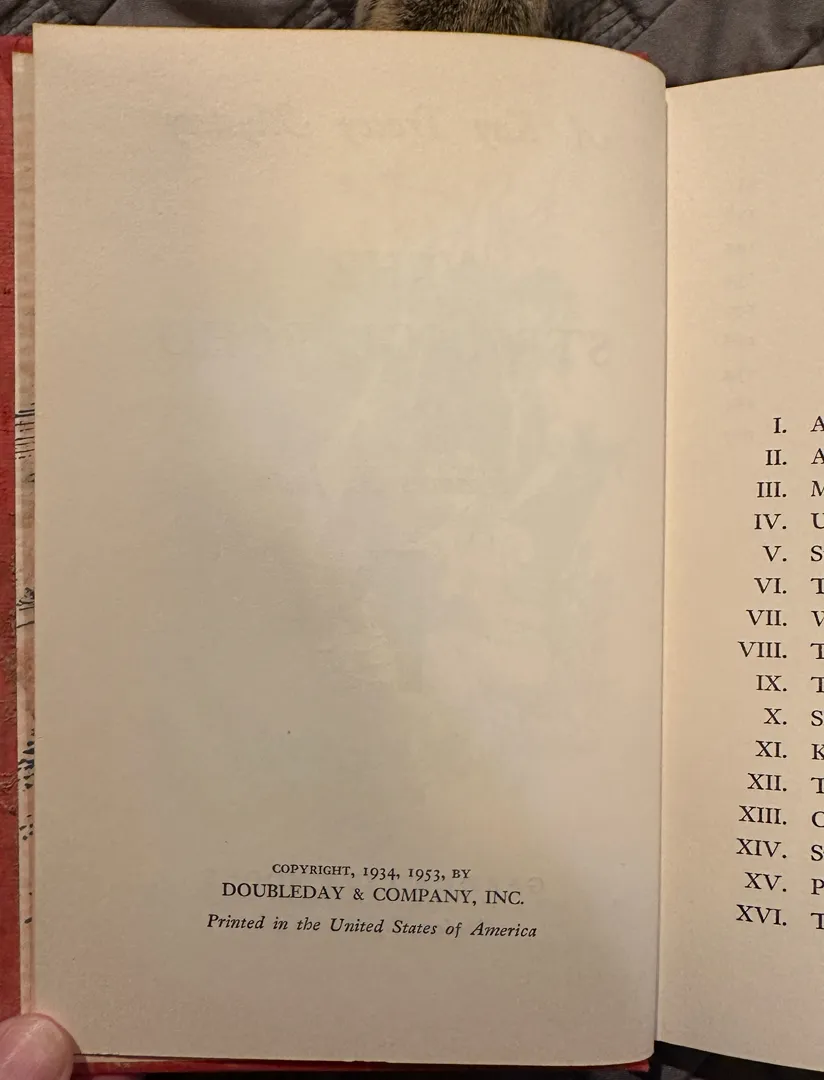 COPYRIGHT, 1934, 1953, BY
DOUBLEDAY & COMPANY, INC.
Printed in the United States of America
I. A
II. A
III. M
IV. U
V. S
VI. T
VII. V
VIII. T
IX. T
X. S
XI. K
XII. T
XIII. C
XIV. S
XV. P
XVI. T